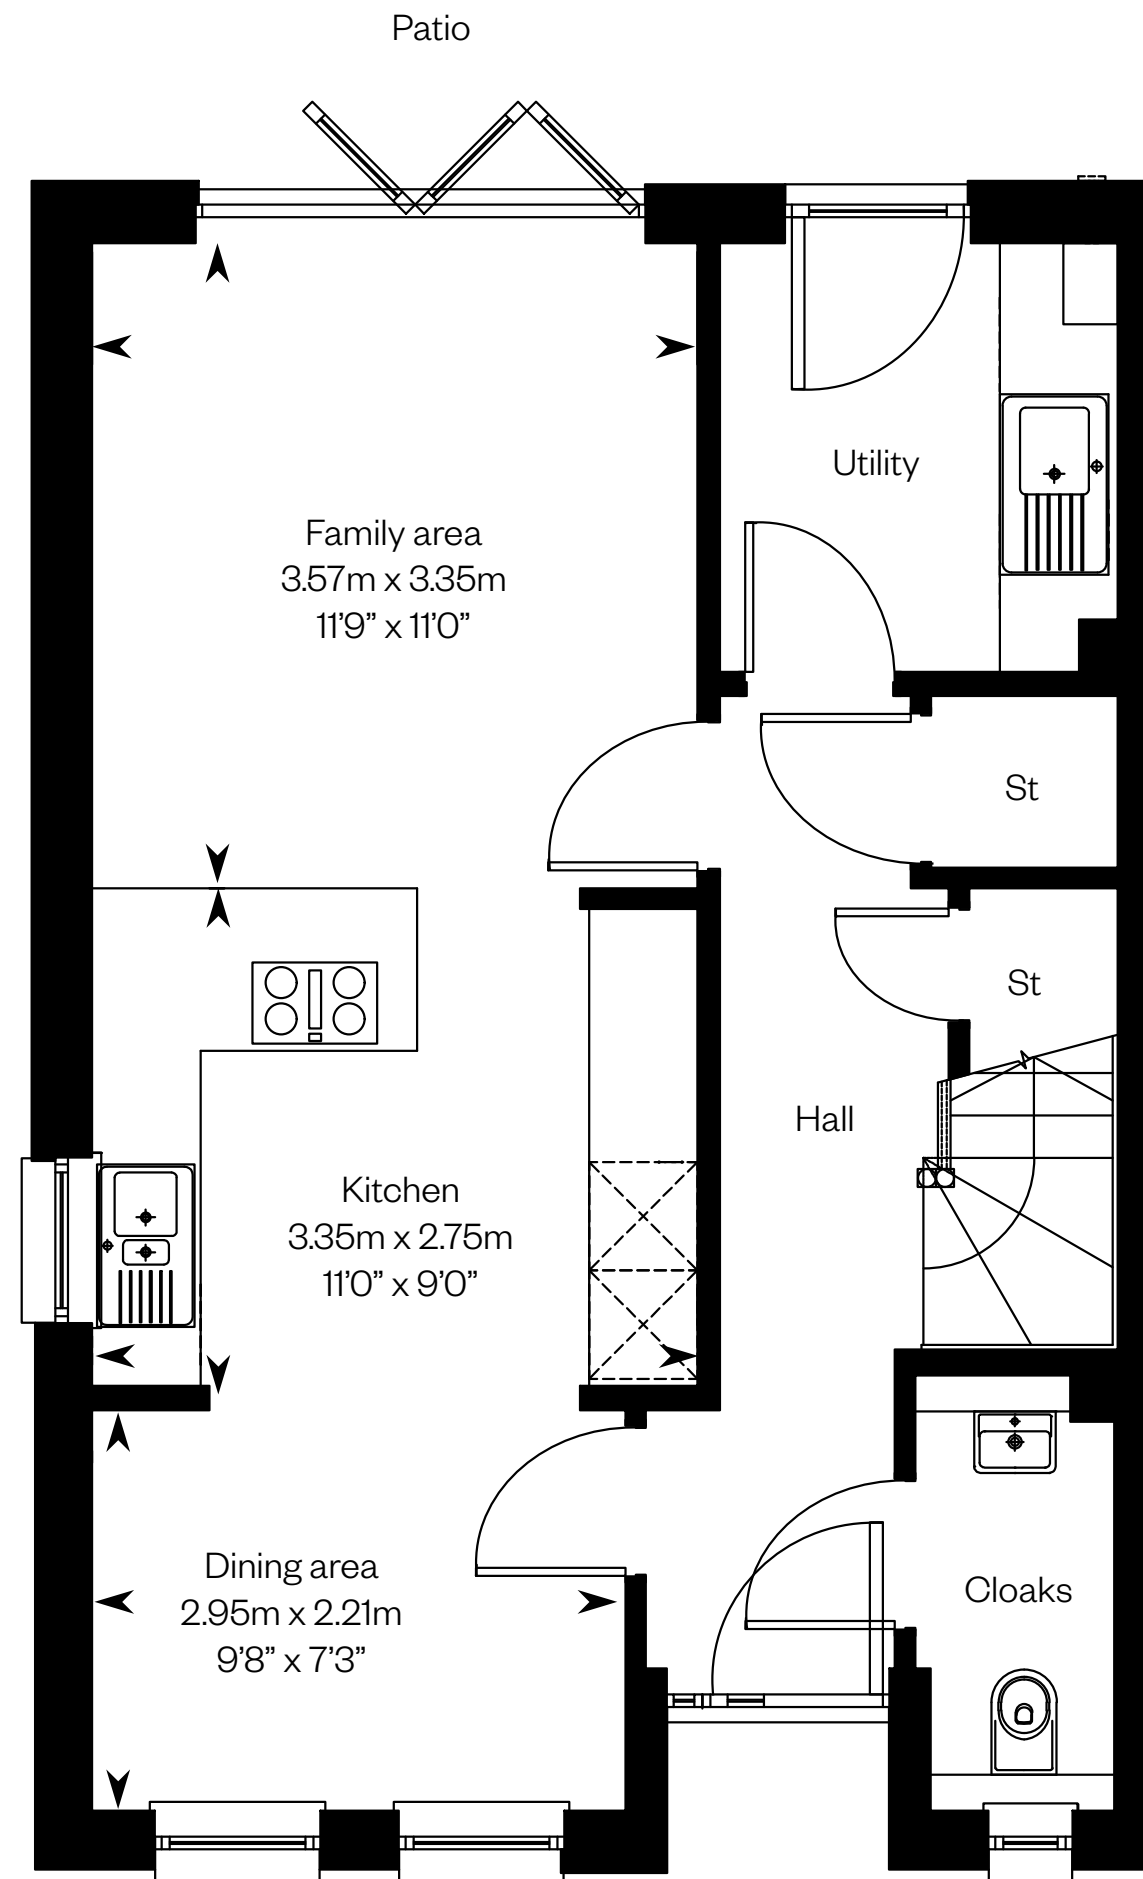 Patio
Utility
Family area
3.57m x 3.35m
11’9” x 11’0”
St
St
Hall
Kitchen
3.35m x 2.75m
11’0” x 9’0”
Dining area
2.95m x 2.21m
9’8” x 7’3”
Cloaks